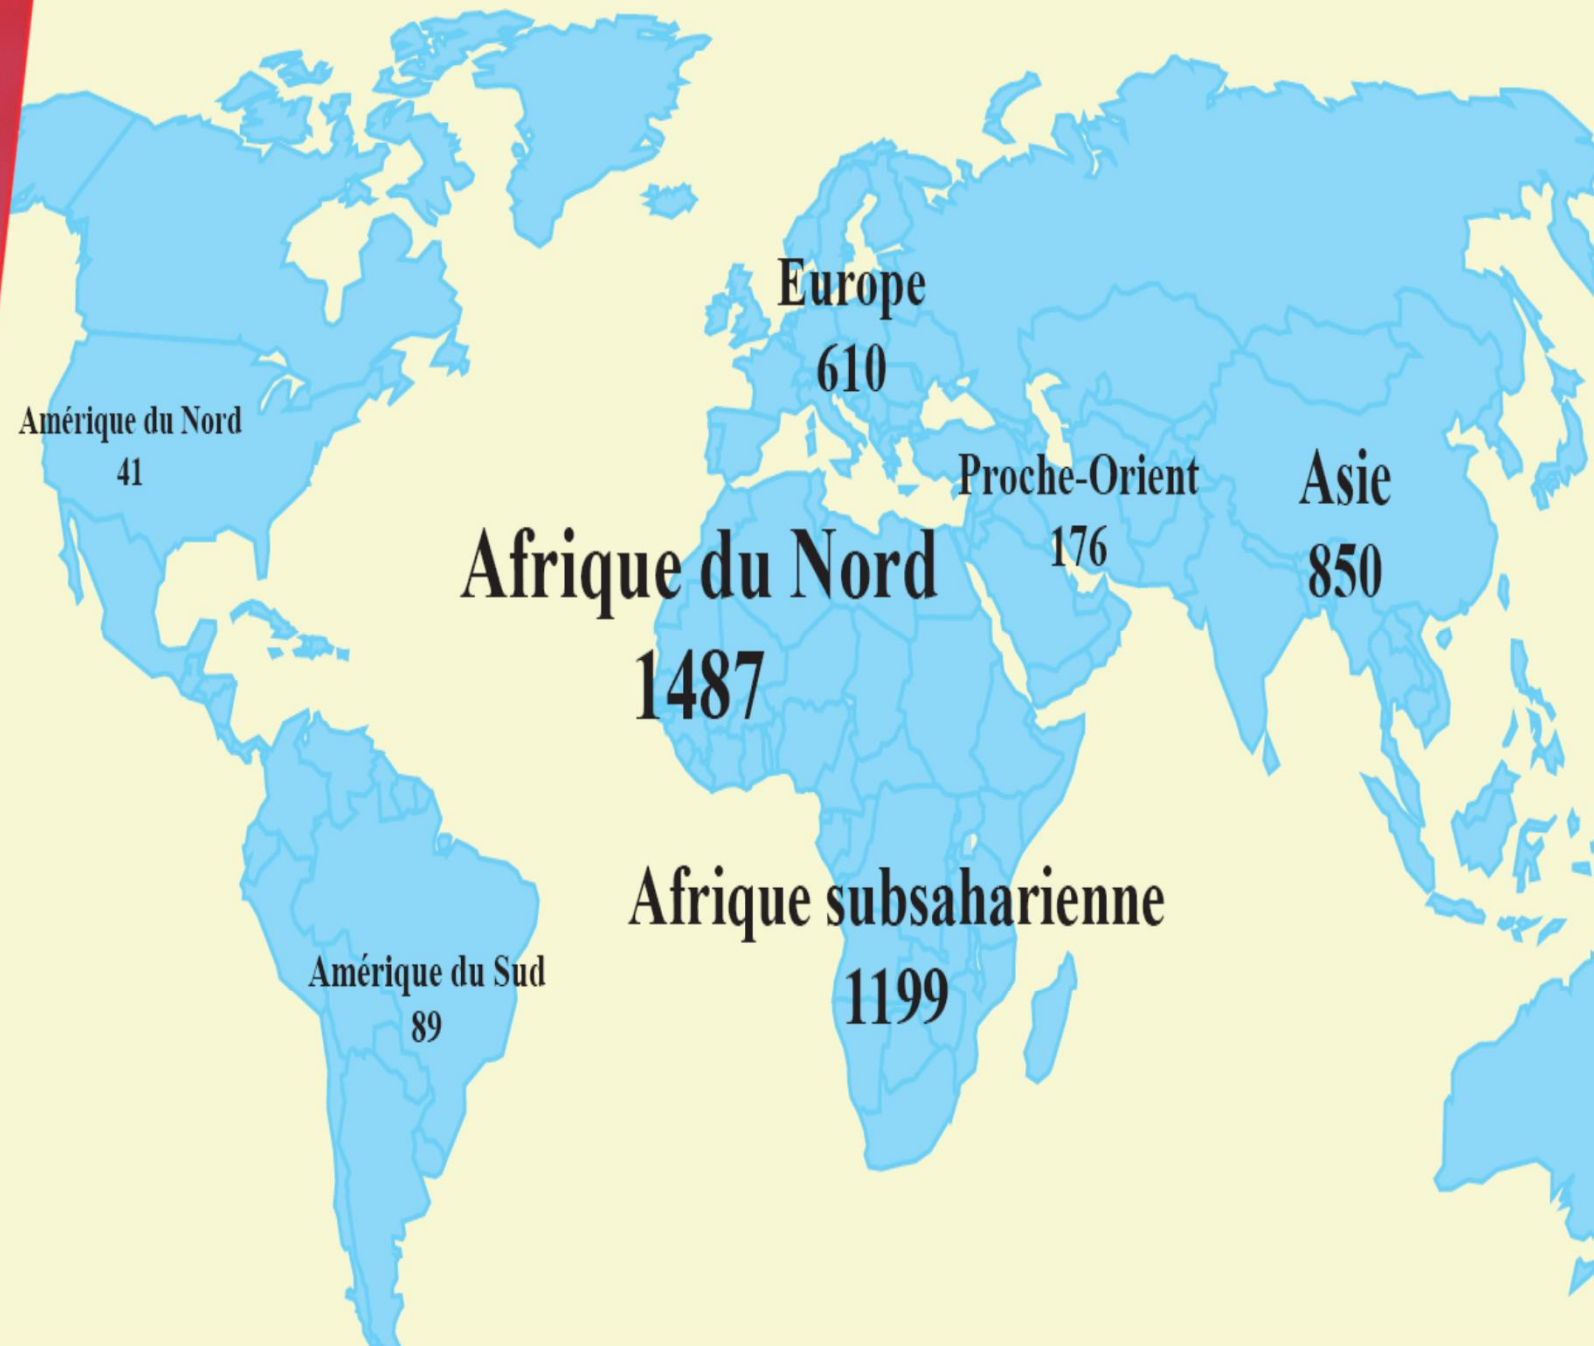 Europe
610
Amérique du Nord
41
Proche-Orient
176
Asie
850
Afrique du Nord
1487
Afrique subsaharienne
1199
Amérique du Sud
89